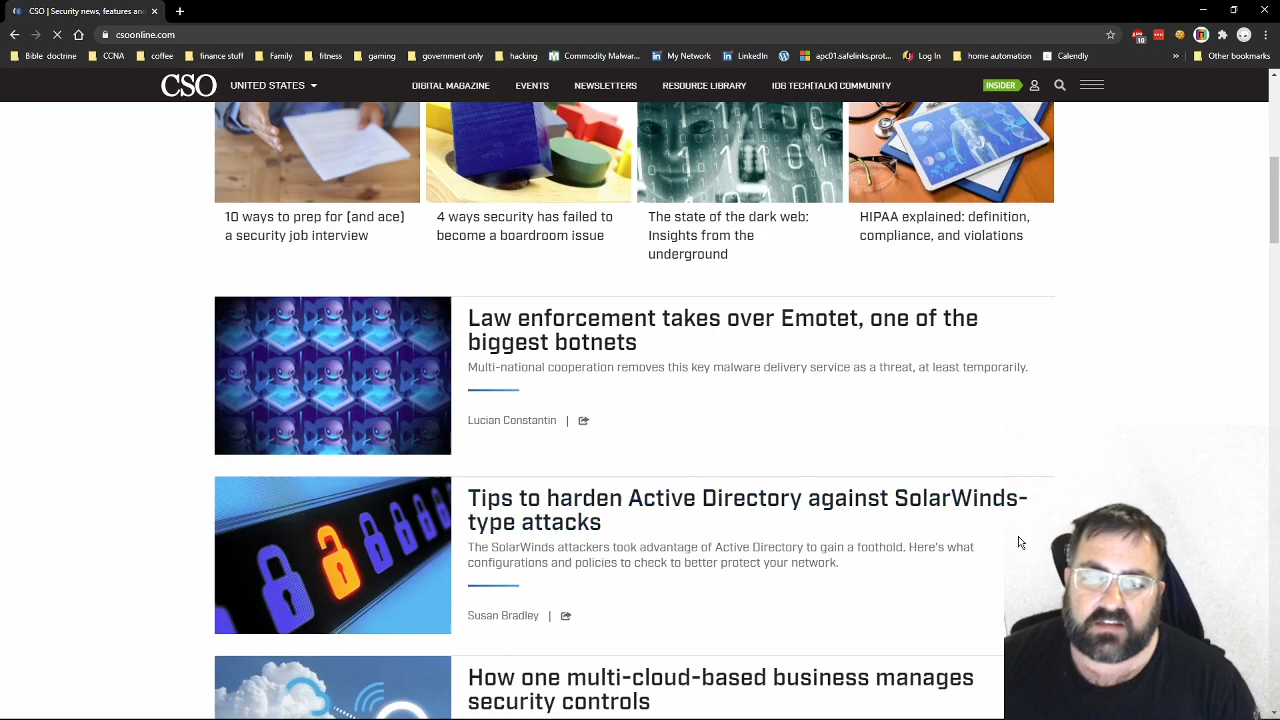 CSO | Security news, features an
csoonline.com
10
Bible doctrine
CCNA
coffee
finance stuff
Family
fitness
gaming
government only
hacking
Commodity Malwar...
netflix
LinkedIn
apc01.safelinks.pro...
Log In
home
Calendly
Other bookmarks
CSO
UNITED STATES
DIGITAL MAGAZINE
EVENTS
NEWSLETTERS
RESOURCE LIBRARY
IDG TECH[TALK] COMMUNITY
INSIDER
10 ways to prep for (and ace)
a security job interview
4 ways security has failed to
become a boardroom issue
The state of the dark web:
Insights from the
underground
HIPAA explained: definition,
compliance, and violations
Law enforcement takes over Emotet, one of the
biggest botnets
Multi-national cooperation removes this key malware delivery service as a threat, at least temporarily.
Lucian Constantin |
Tips to harden Active Directory against SolarWinds-
type attacks
The SolarWinds attackers took advantage of Active Directory to gain a foothold. Here's what
configurations and policies to check to better protect your network.
Susan Bradley |
How one multi-cloud-based business manages
security controls